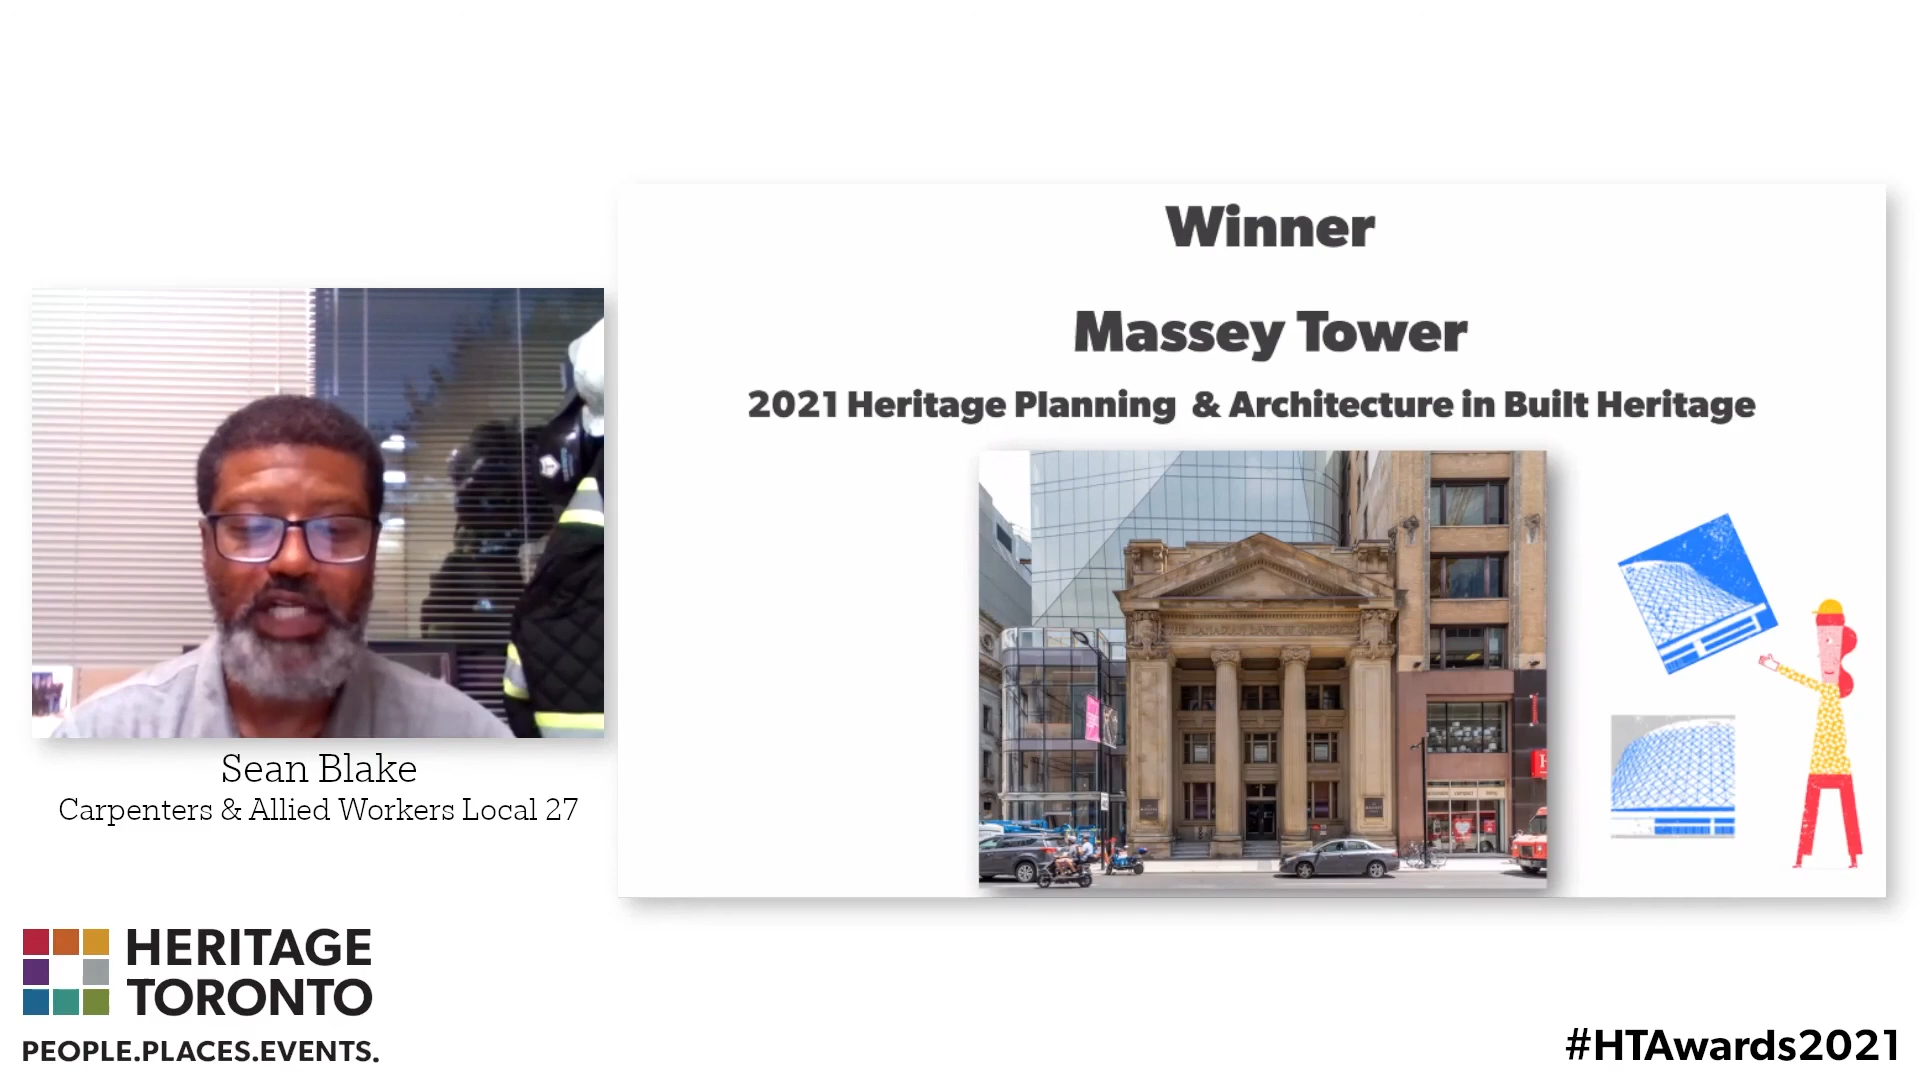 Winner
Massey Tower
2021 Heritage Planning & Architecture in Built Heritage
Sean Blake
Carpenters & Allied Workers Local 27
HERITAGE
TORONTO
PEOPLE.PLACES.EVENTS.
#HTAwards2021